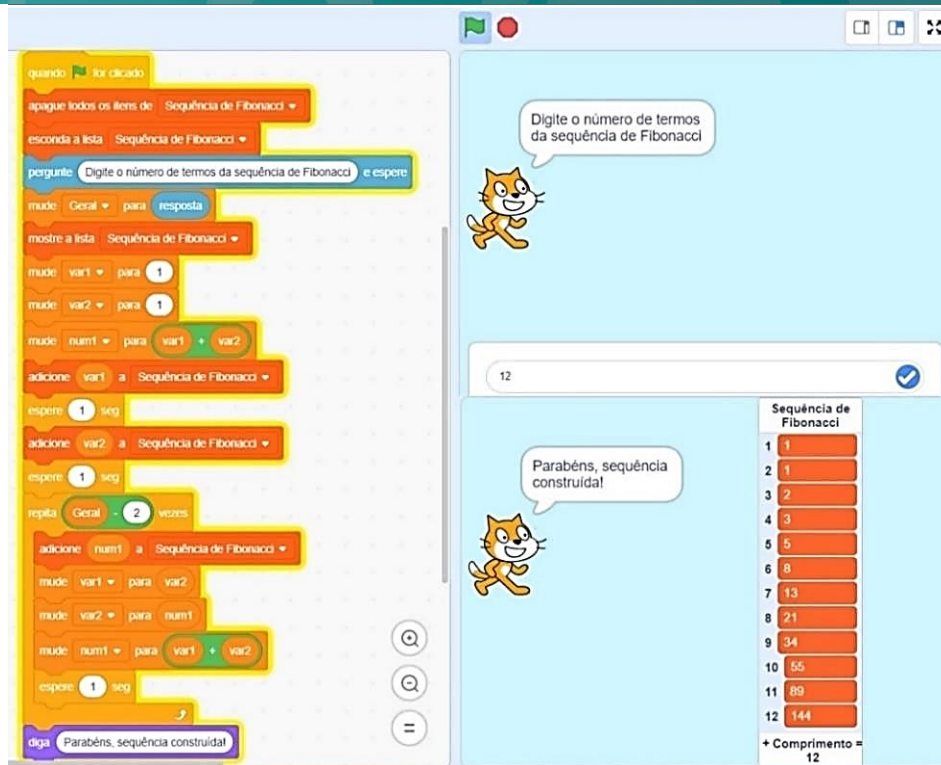 quando for clicado
apague todos os itens de Sequência de Fibonacci
esconda a lista Sequência de Fibonacci
pergunte Digite o número de termos da sequência de Fibonacci e espere
mude Geral para resposta
mostre a lista Sequência de Fibonacci
mude var1 para 1
mude var2 para 1
mude num1 para var1 + var2
adicione var1 a Sequência de Fibonacci
espere 1 seg
adicione var2 a Sequência de Fibonacci
espere 1 seg
repita Geral - 2 vezes
adicione num1 a Sequência de Fibonacci
mude var1 para var2
mude var2 para num1
mude num1 para var1 + var2
espere 1 seg
diga Parabéns, sequência construída!
Digite o número de termos
da sequência de Fibonacci
12
Parabéns, sequência
construída!
Sequência de
Fibonacci
1 1
2 1
3 2
4 3
5 5
6 8
7 13
8 21
9 34
10 55
11 89
12 144
+ Comprimento =
12